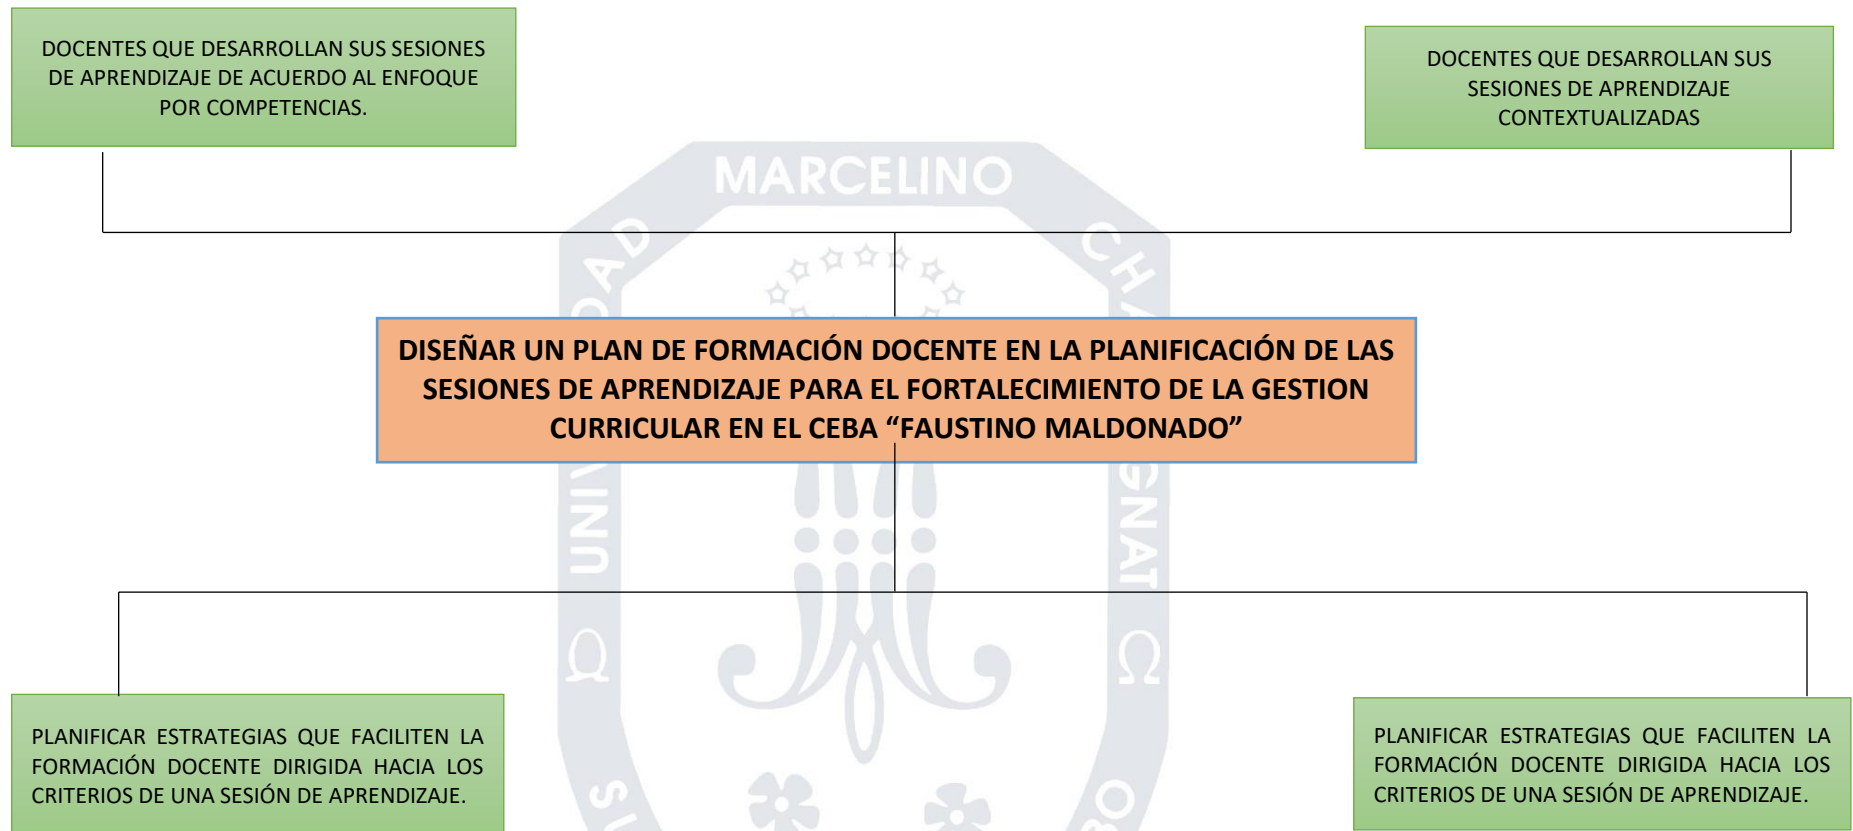 DOCENTES QUE DESARROLLAN SUS SESIONES
DE APRENDIZAJE DE ACUERDO AL ENFOQUE
POR COMPETENCIAS.
DOCENTES QUE DESARROLLAN SUS
SESIONES DE APRENDIZAJE
CONTEXTUALIZADAS
MARCELINO
DISEÑAR UN PLAN DE FORMACIÓN DOCENTE EN LA PLANIFICACIÓN DE LAS
SESIONES DE APRENDIZAJE PARA EL FORTALECIMIENTO DE LA GESTION
CURRICULAR EN EL CEBA “FAUSTINO MALDONADO”
PLANIFICAR ESTRATEGIAS QUE FACILITEN LA
FORMACIÓN DOCENTE DIRIGIDA HACIA LOS
CRITERIOS DE UNA SESIÓN DE APRENDIZAJE.
PLANIFICAR ESTRATEGIAS QUE FACILITEN LA
FORMACIÓN DOCENTE DIRIGIDA HACIA LOS
CRITERIOS DE UNA SESIÓN DE APRENDIZAJE.